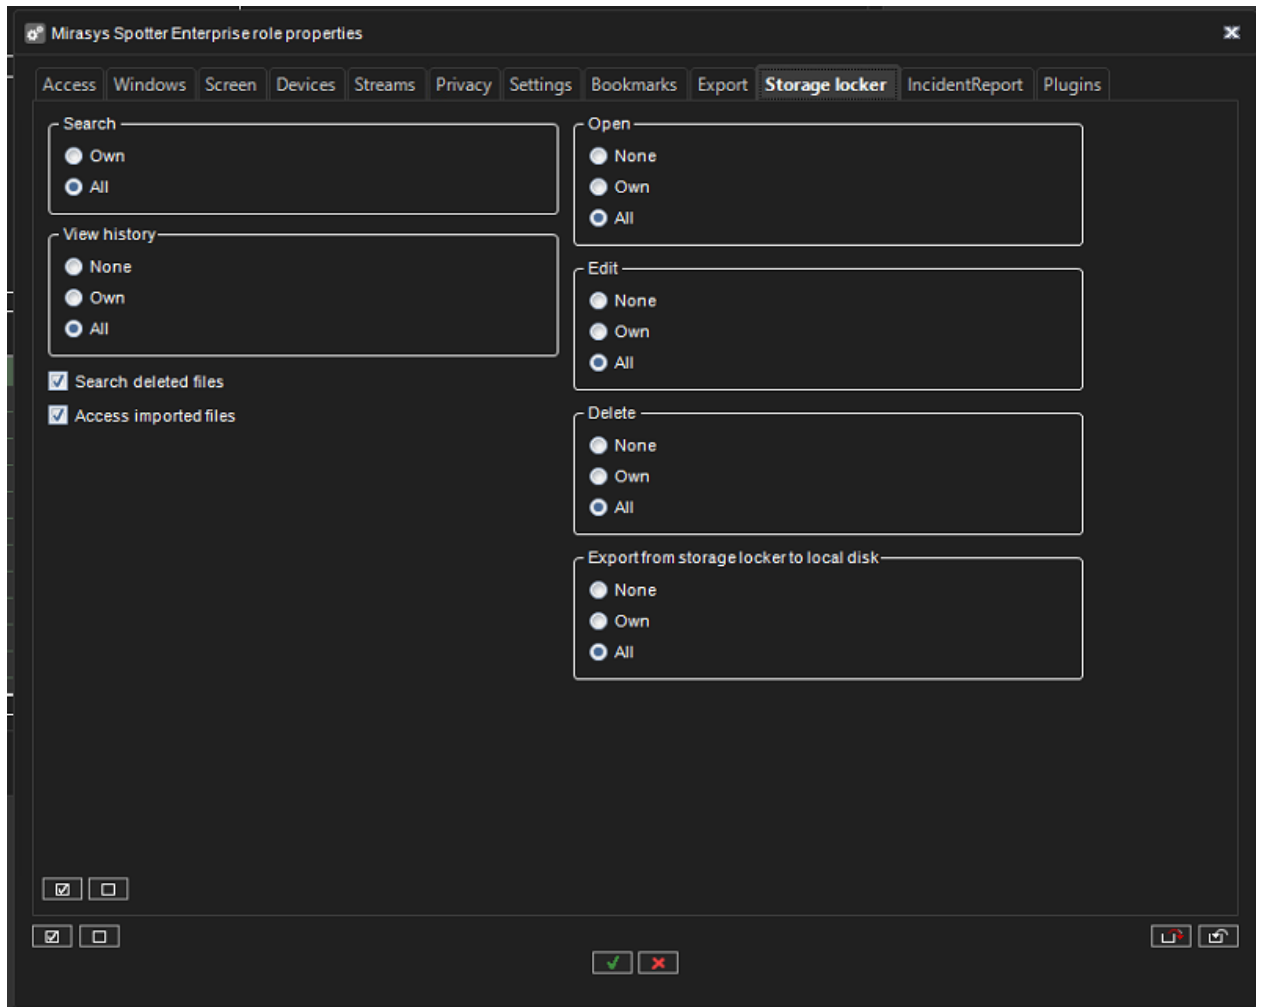 Mirasys Spotter Enterprise role properties
Access Windows Screen Devices Streams Privacy Settings Bookmarks Export Storage locker IncidentReport Plugins
Search
Own
All
View history
None
Own
All
Search deleted files
Access imported files
Open
None
Own
All
Edit
None
Own
All
Delete
None
Own
All
Export from storage locker to local disk
None
Own
All